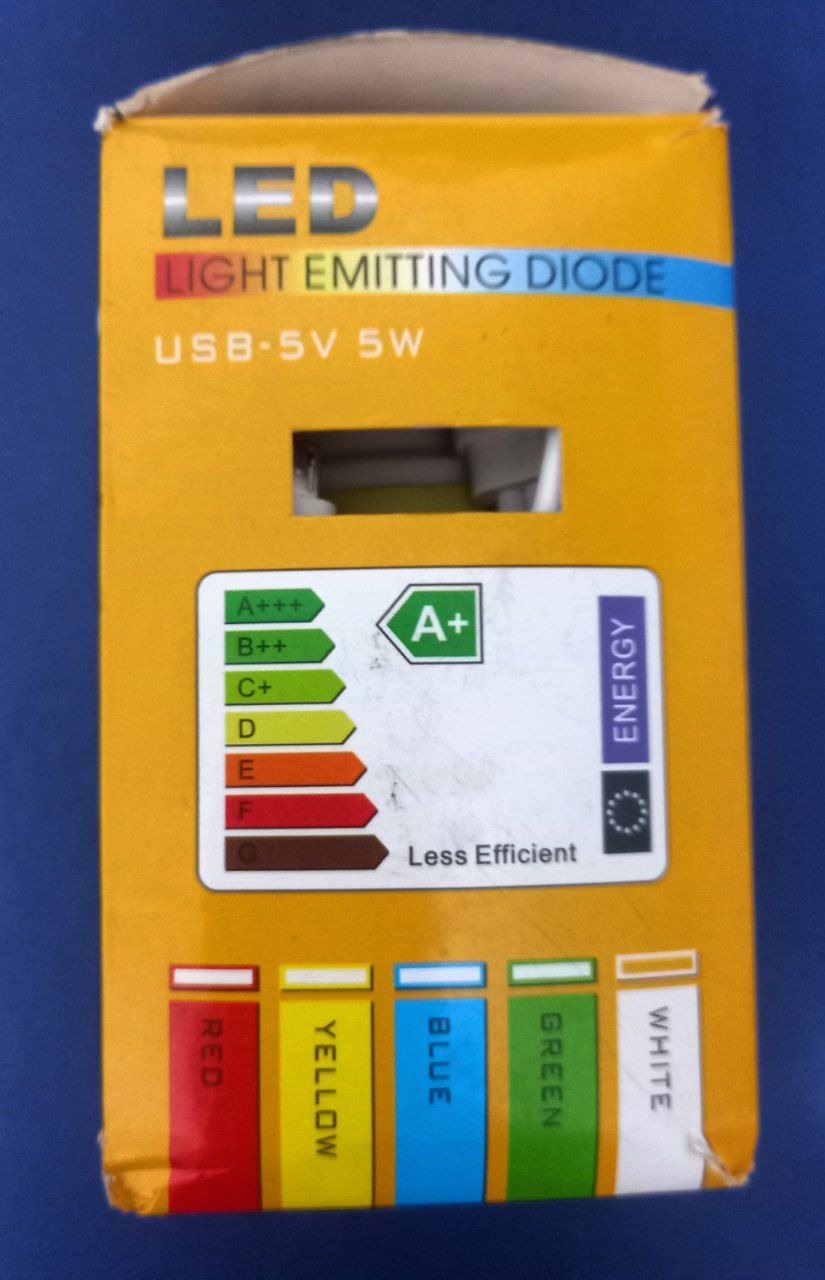 LED
LIGHT EMITTING DIODE
USB-5V 5W
A+++
B++
C+
D
E
F
G
A+
Less Efficient
ENERGY
RED
YELLOW
BLUE
GREEN
WHITE